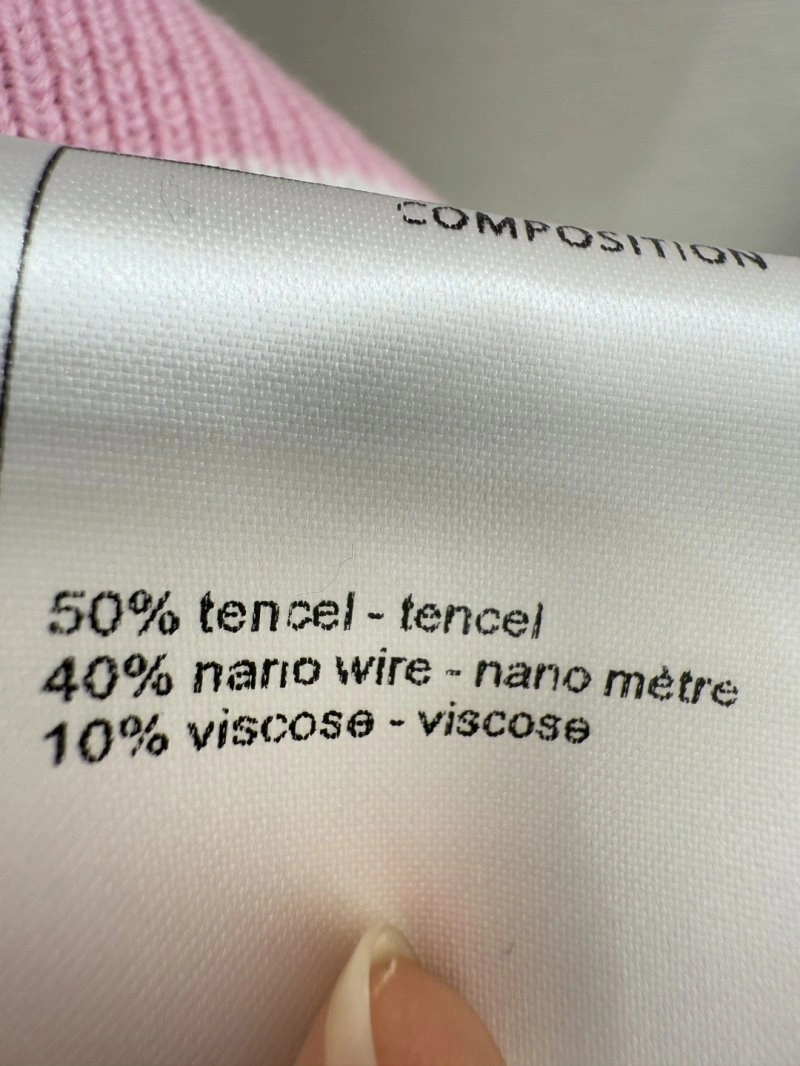 COMPOSITION
50% tencel - tencel
40% nano wire - nano mètre
10% viscose - viscose